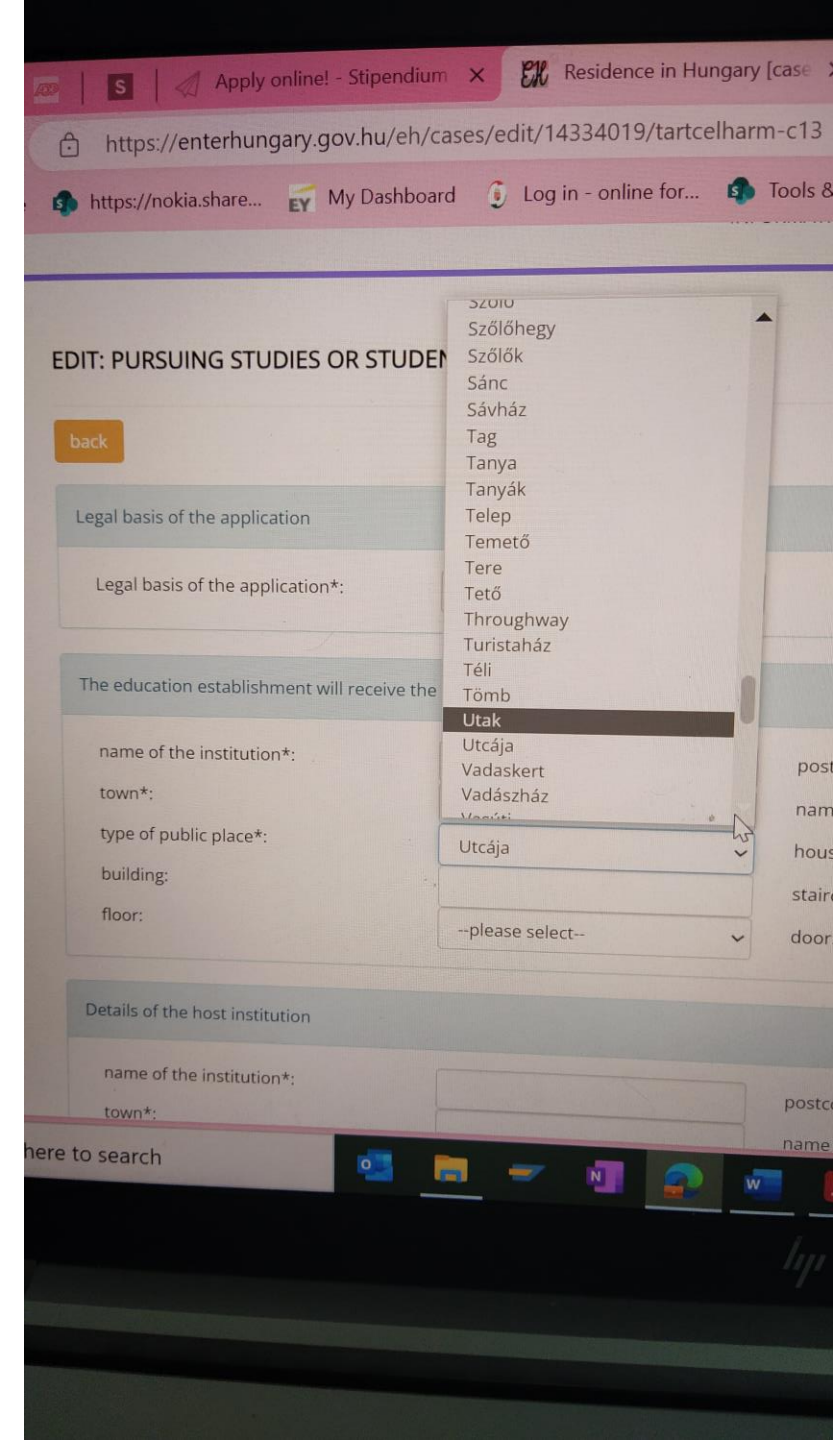 S Apply online! - Stipendium Residence in Hungary [case
https://enterhungary.gov.hu/eh/cases/edit/14334019/tartcelharm-c13
https://nokia.share... EY My Dashboard Log in - online for... Tools &
EDIT: PURSUING STUDIES OR STUDEN
back
Legal basis of the application
Legal basis of the application*:
The education establishment will receive the
name of the institution*:
town*:
type of public place*:
building:
floor:
Szőlőhegy
Szőlők
Sánc
Sávház
Tag
Tanya
Tanyák
Telep
Temető
Tere
Tető
Throughway
Turistaház
Téli
Tömb
Utak
Utcája
Vadaskert
Vadászház
Utcája
--please select--
post
nam
hous
stair
door
Details of the host institution
name of the institution*:
town*:
postc
name
here to search
hp